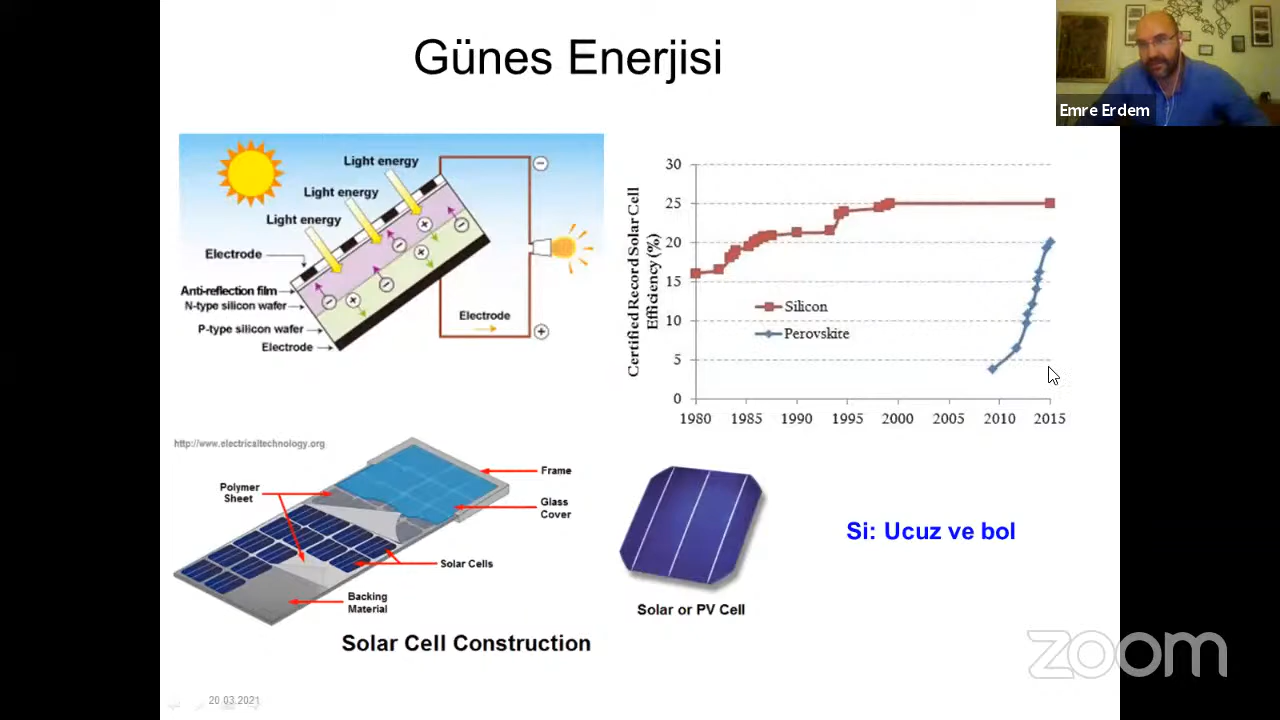 Günes Enerjisi
Emre Erdem
Light energy
Light energy
Light energy
Electrode
Anti-reflection film
N-type silicon wafer
P-type silicon wafer
Electrode
Electrode
Certified Record Solar Cell
Efficiency (%)
30
25
20
15
10
5
0
Silicon
Perovskite
1980 1985 1990 1995 2000 2005 2010 2015
http://www.electricaltechnology.org
Polymer
Sheet
Frame
Glass
Cover
Solar Cells
Backing
Material
Solar Cell Construction
Solar or PV Cell
Si: Ucuz ve bol
zoom
20 03.2021